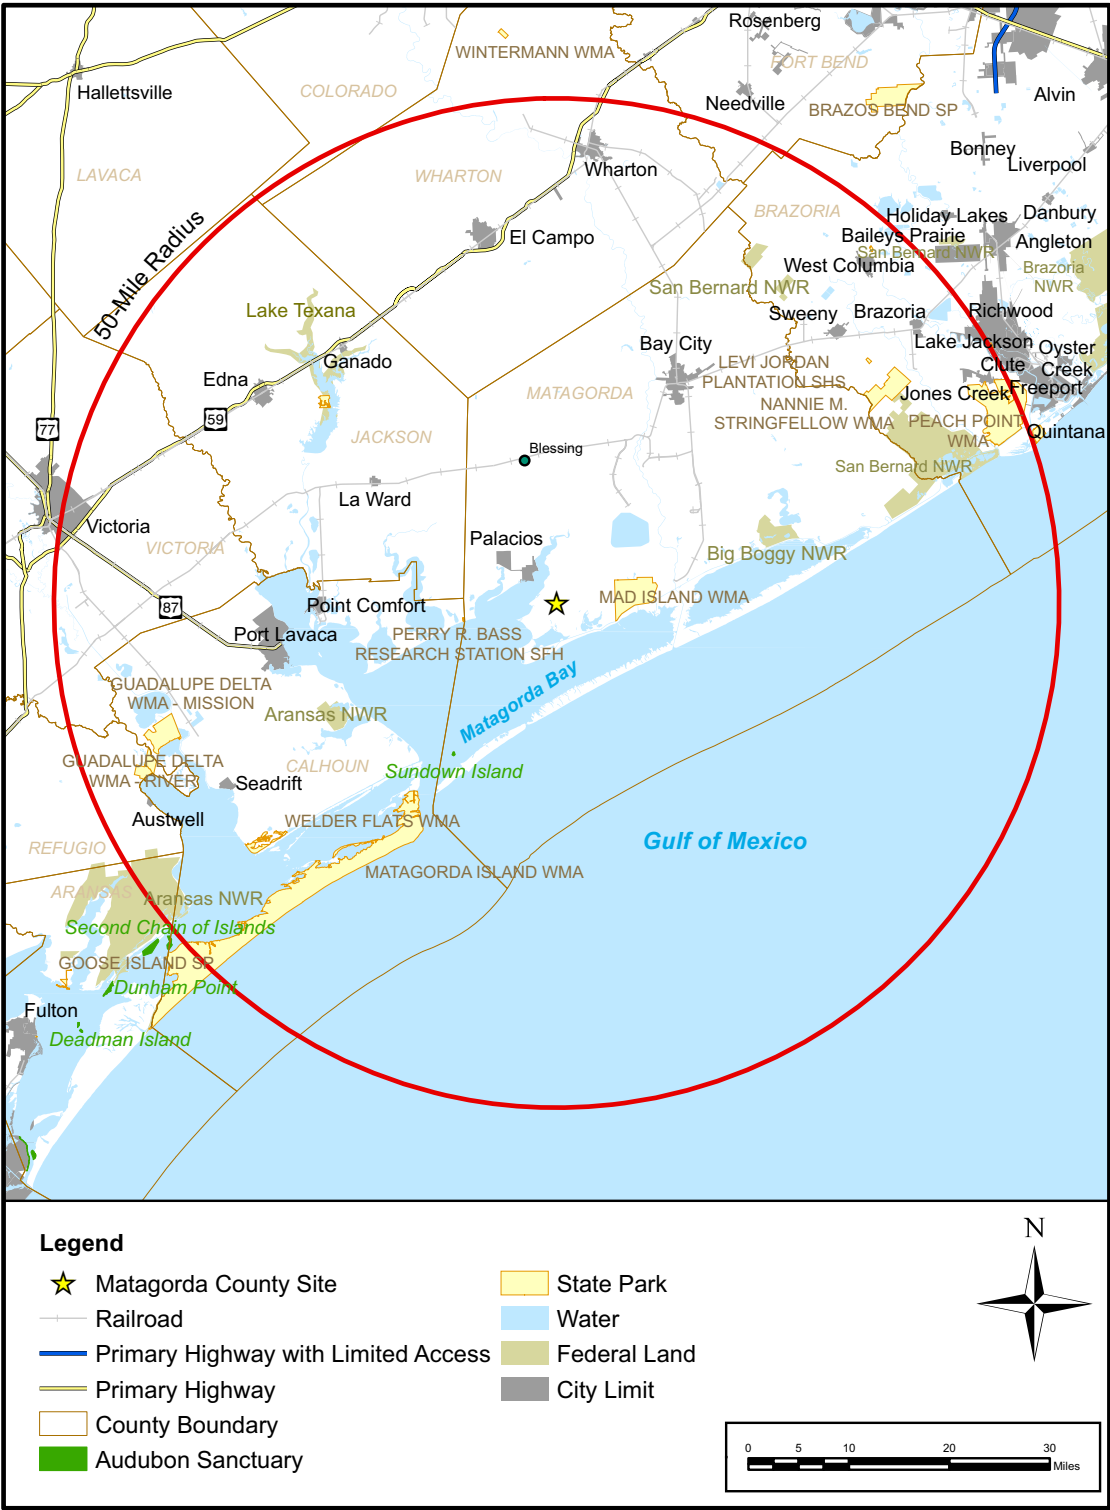 Rosenberg
WINTERMANN WMA
FORT BEND
Hallettsville
COLORADO
Needville
Alvin
BRAZOS BEND SP
Bonney
Liverpool
LAVACA
WHARTON
Wharton
50-Mile Radius
BRAZORIA
Holiday Lakes
Danbury
El Campo
Baileys Prairie
Angleton
San Bernard NWR
West Columbia
Brazoria
NWR
San Bernard NWR
Lake Texana
Sweeny
Brazoria
Richwood
Ganado
Bay City
Lake Jackson
Oyster
Creek
LEVI JORDAN
PLANTATION SHS
Clute
Edna
MATAGORDA
Jones Creek
Freeport
NANNIE M.
STRINGFELLOW WMA
PEACH POINT
WMA
Quintana
77
59
JACKSON
Blessing
San Bernard NWR
La Ward
Victoria
VICTORIA
Palacios
Big Boggy NWR
87
Point Comfort
MAD ISLAND WMA
Port Lavaca
PERRY R. BASS
RESEARCH STATION SFH
GUADALUPE DELTA
WMA - MISSION
Matagorda Bay
Aransas NWR
GUADALUPE DELTA
WMA - RIVER
CALHOUN
Sundown Island
Seadrift
Austwell
WELDER FLATS WMA
Gulf of Mexico
REFUGIO
MATAGORDA ISLAND WMA
ARANSAS
Aransas NWR
Second Chain of Islands
GOOSE ISLAND SP
Dunham Point
Fulton
Deadman Island
Legend
Matagorda County Site
Railroad
Primary Highway with Limited Access
Primary Highway
County Boundary
Audubon Sanctuary
State Park
Water
Federal Land
City Limit
N
0 5 10 20 30
Miles